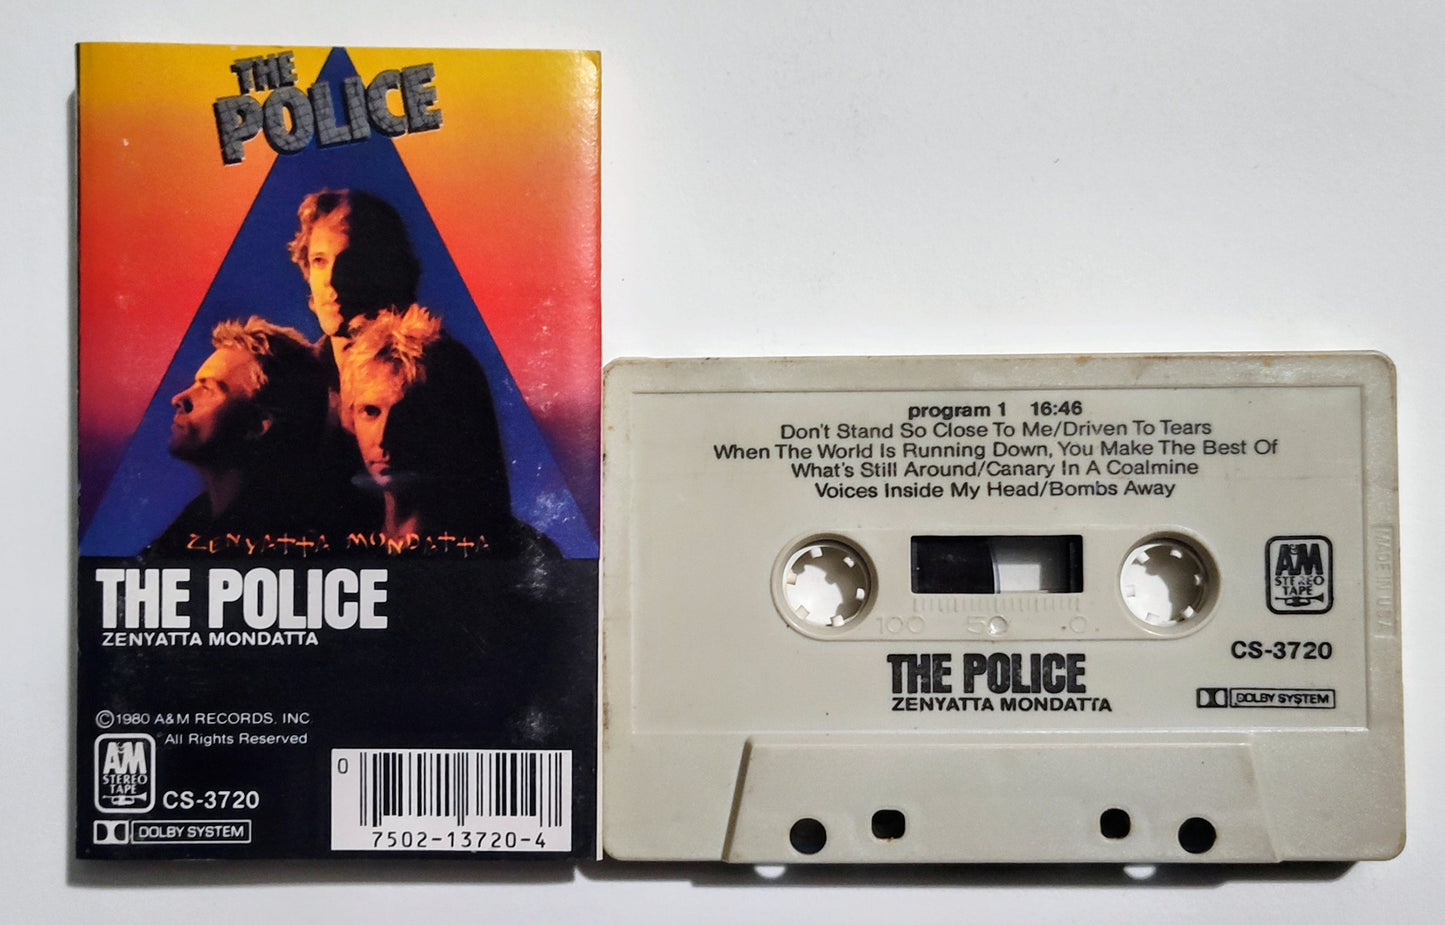 THE
POLICE
ZENYATTA MONDATTA
THE POLICE
ZENYATTA MONDATTA
©1980 A&M RECORDS, INC.
All Rights Reserved
A&M
STEREO
TAPE
CS-3720
DOLBY SYSTEM
0
7502-13720-4
program 1 16:46
Don't Stand So Close To Me/Driven To Tears
When The World Is Running Down, You Make The Best Of
What's Still Around/Canary In A Coalmine
Voices Inside My Head/Bombs Away
A&M
STEREO
TAPE
MADE IN USA
100 50 .0.
CS-3720
THE POLICE
ZENYATTA MONDATTA
DOLBY SYSTEM